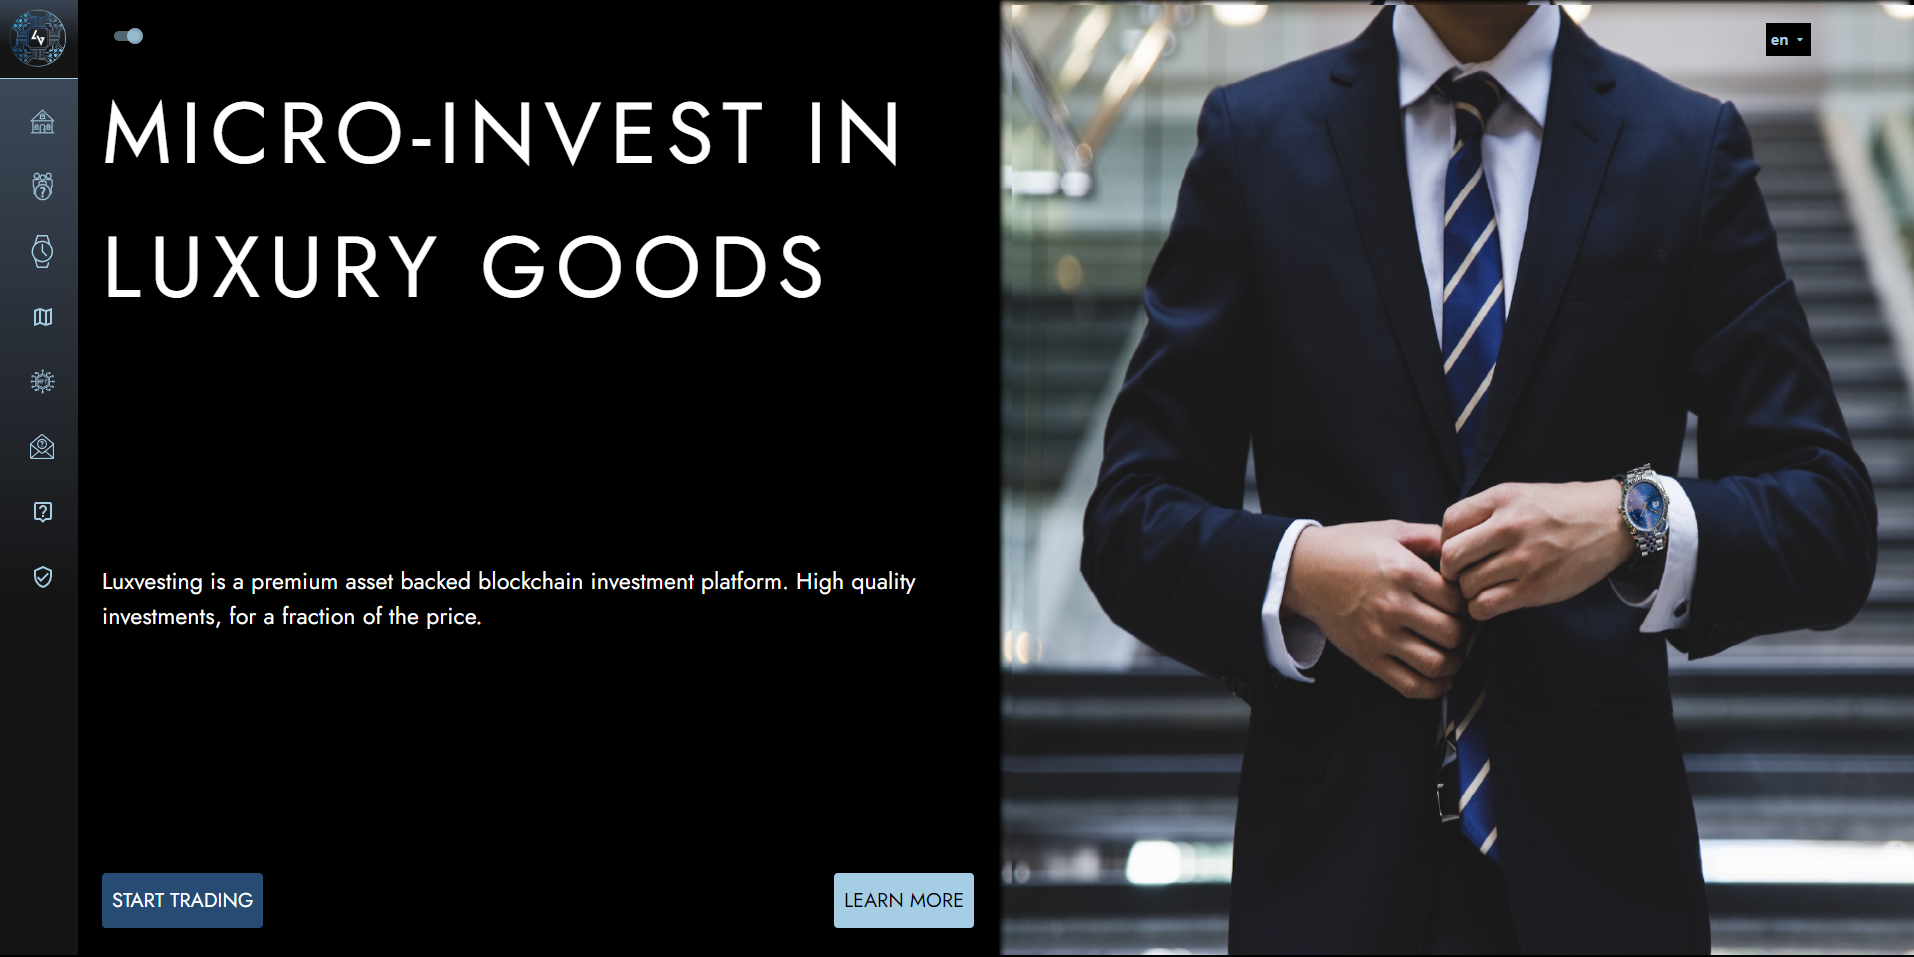 en
MICRO-INVEST IN
LUXURY GOODS
Luxvesting is a premium asset backed blockchain investment platform. High quality
investments, for a fraction of the price.
START TRADING
LEARN MORE